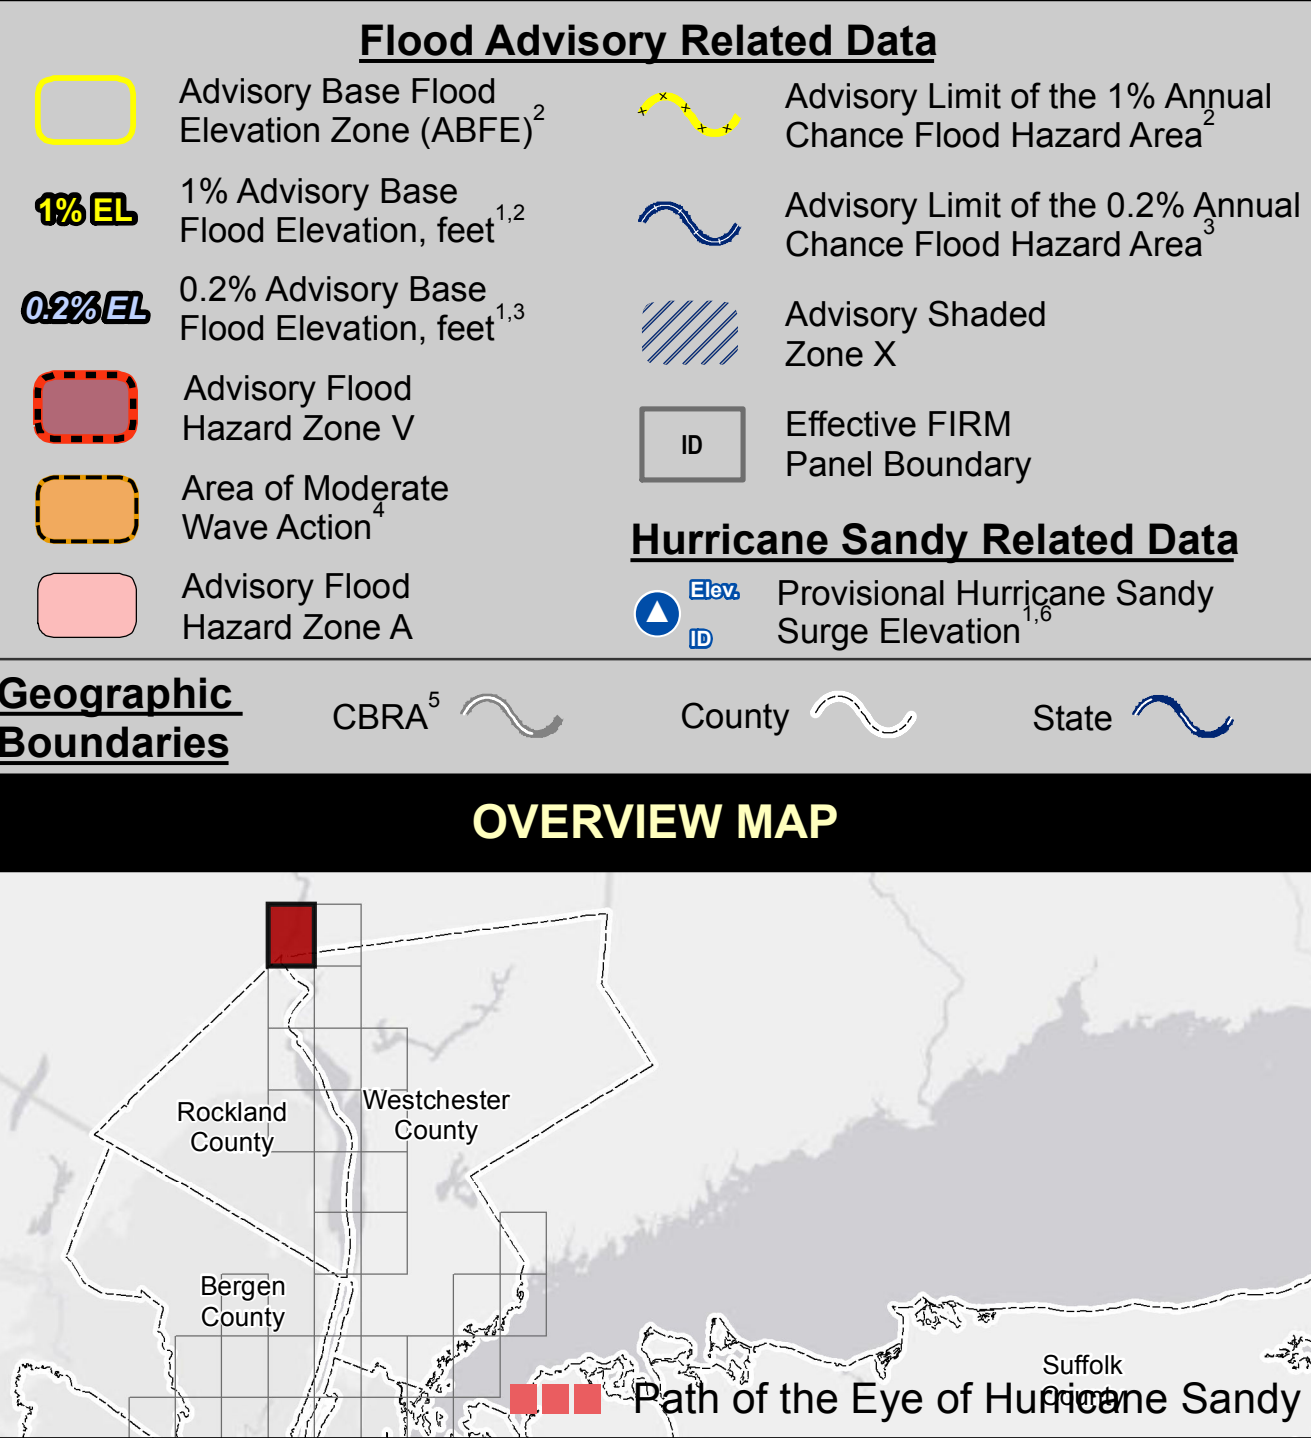 Flood Advisory Related Data
Advisory Base Flood
Elevation Zone (ABFE)2
1% EL
1% Advisory Base
Flood Elevation, feet1,2
0.2% EL
0.2% Advisory Base
Flood Elevation, feet1,3
Advisory Flood
Hazard Zone V
Area of Moderate
Wave Action4
Advisory Flood
Hazard Zone A
Advisory Limit of the 1% Annual
Chance Flood Hazard Area2
Advisory Limit of the 0.2% Annual
Chance Flood Hazard Area3
Advisory Shaded
Zone X
ID
Effective FIRM
Panel Boundary
Hurricane Sandy Related Data
Elev.
ID
Provisional Hurricane Sandy
Surge Elevation1,6
Geographic
Boundaries
CBRA5
County
State
OVERVIEW MAP
Rockland
County
Westchester
County
Bergen
County
Suffolk
County
Path of the Eye of Hurricane Sandy